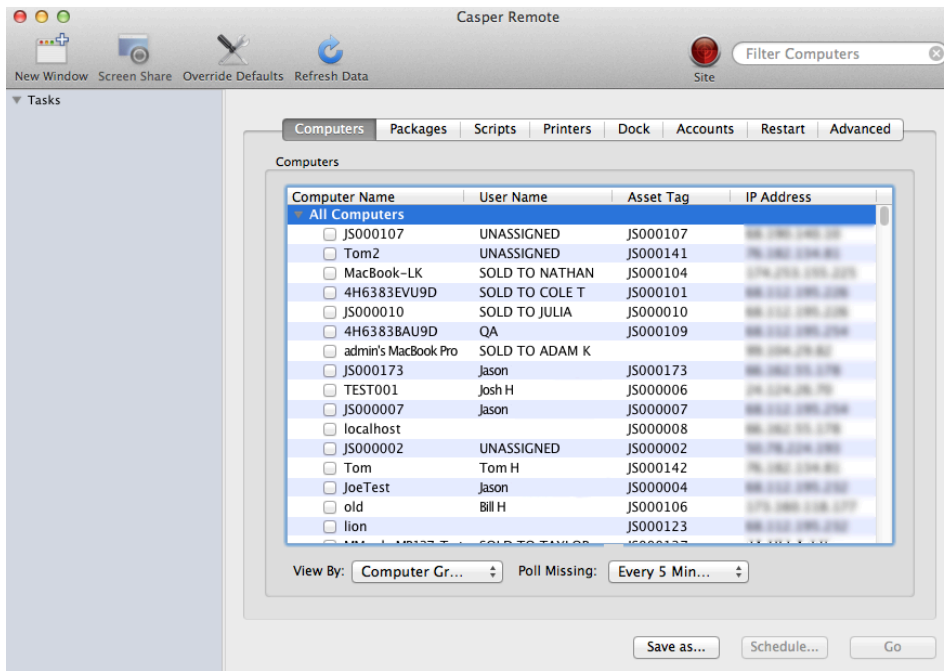 Casper Remote
New Window Screen Share Override Defaults Refresh Data Site Filter Computers
Tasks
Computers Packages Scripts Printers Dock Accounts Restart Advanced
Computers
Computer Name User Name Asset Tag IP Address
All Computers
JS000107 UNASSIGNED JS000107
Tom2 UNASSIGNED JS000141
MacBook-LK SOLD TO NATHAN JS000104
4H6383EVU9D SOLD TO COLE T JS000101
JS000010 SOLD TO JULIA JS000010
4H6383BAU9D QA JS000109
admin's MacBook Pro SOLD TO ADAM K
JS000173 Jason JS000173
TEST001 Josh H JS000006
JS000007 Jason JS000007
localhost JS000008
JS000002 UNASSIGNED JS000002
Tom Tom H JS000142
JoeTest Jason JS000004
old Bill H JS000106
lion JS000123
SOLD TO TAYLOR
View By: Computer Gr... Poll Missing: Every 5 Min...
Save as... Schedule... Go